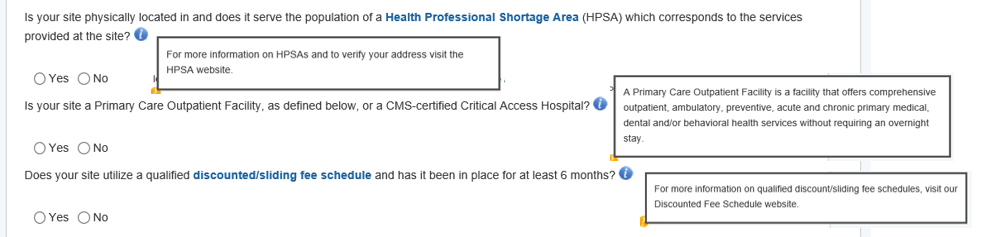 Is your site physically located in and does it serve the population of a Health Professional Shortage Area (HPSA) which corresponds to the services
provided at the site?
For more information on HPSAs and to verify your address visit the
HPSA website.
Yes No
Is your site a Primary Care Outpatient Facility, as defined below, or a CMS-certified Critical Access Hospital?
A Primary Care Outpatient Facility is a facility that offers comprehensive
outpatient, ambulatory, preventive, acute and chronic primary medical,
dental and/or behavioral health services without requiring an overnight
stay.
Yes No
Does your site utilize a qualified discounted/sliding fee schedule and has it been in place for at least 6 months?
For more information on qualified discount/sliding fee schedules, visit our
Discounted Fee Schedule website.
Yes No